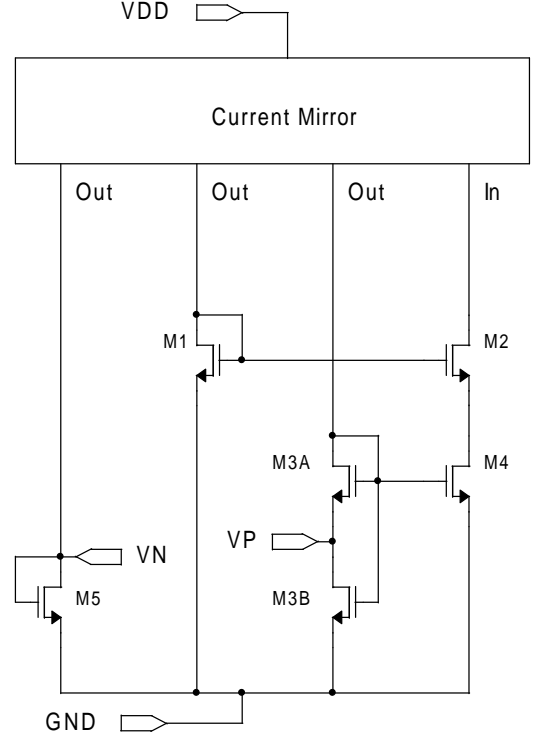 VDD
Current Mirror
Out Out Out In
M1 M2
M3A M4
VP
VN
M5 M3B
GND